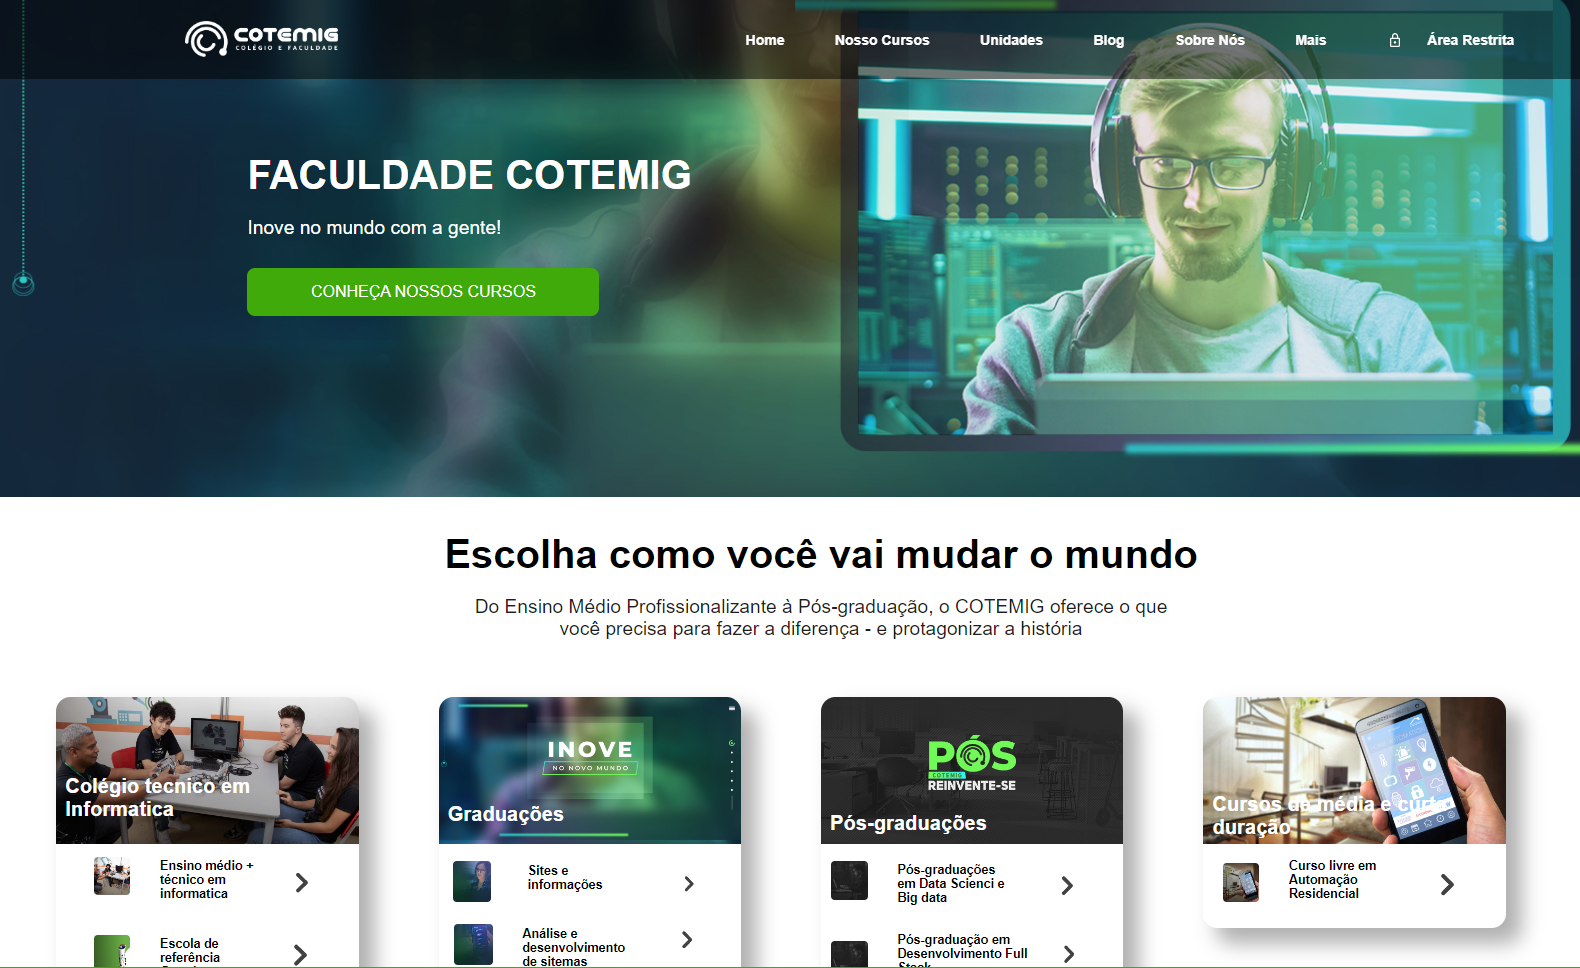 COTEMIG
COLÉGIO E FACULDADE
Home
Nosso Cursos
Unidades
Blog
Sobre Nós
Mais
Área Restrita
FACULDADE COTEMIG
Inove no mundo com a gente!
CONHEÇA NOSSOS CURSOS
Escolha como você vai mudar o mundo
Do Ensino Médio Profissionalizante à Pós-graduação, o COTEMIG oferece o que
você precisa para fazer a diferença - e protagonizar a história
Colégio tecnico em
Informatica
Ensino médio +
técnico em
informatica
Escola de
referência
INOVE
NO NOVO MUNDO
Graduações
Sites e
informações
Análise e
desenvolvimento
de sitemas
PÓS
COTEMIG
REINVENTE-SE
Pós-graduações
Pós-graduações
em Data Scienci e
Big data
Pós-graduação em
Desenvolvimento Full
Stack
Cursos de média e curta
duração
Curso livre em
Automação
Residencial